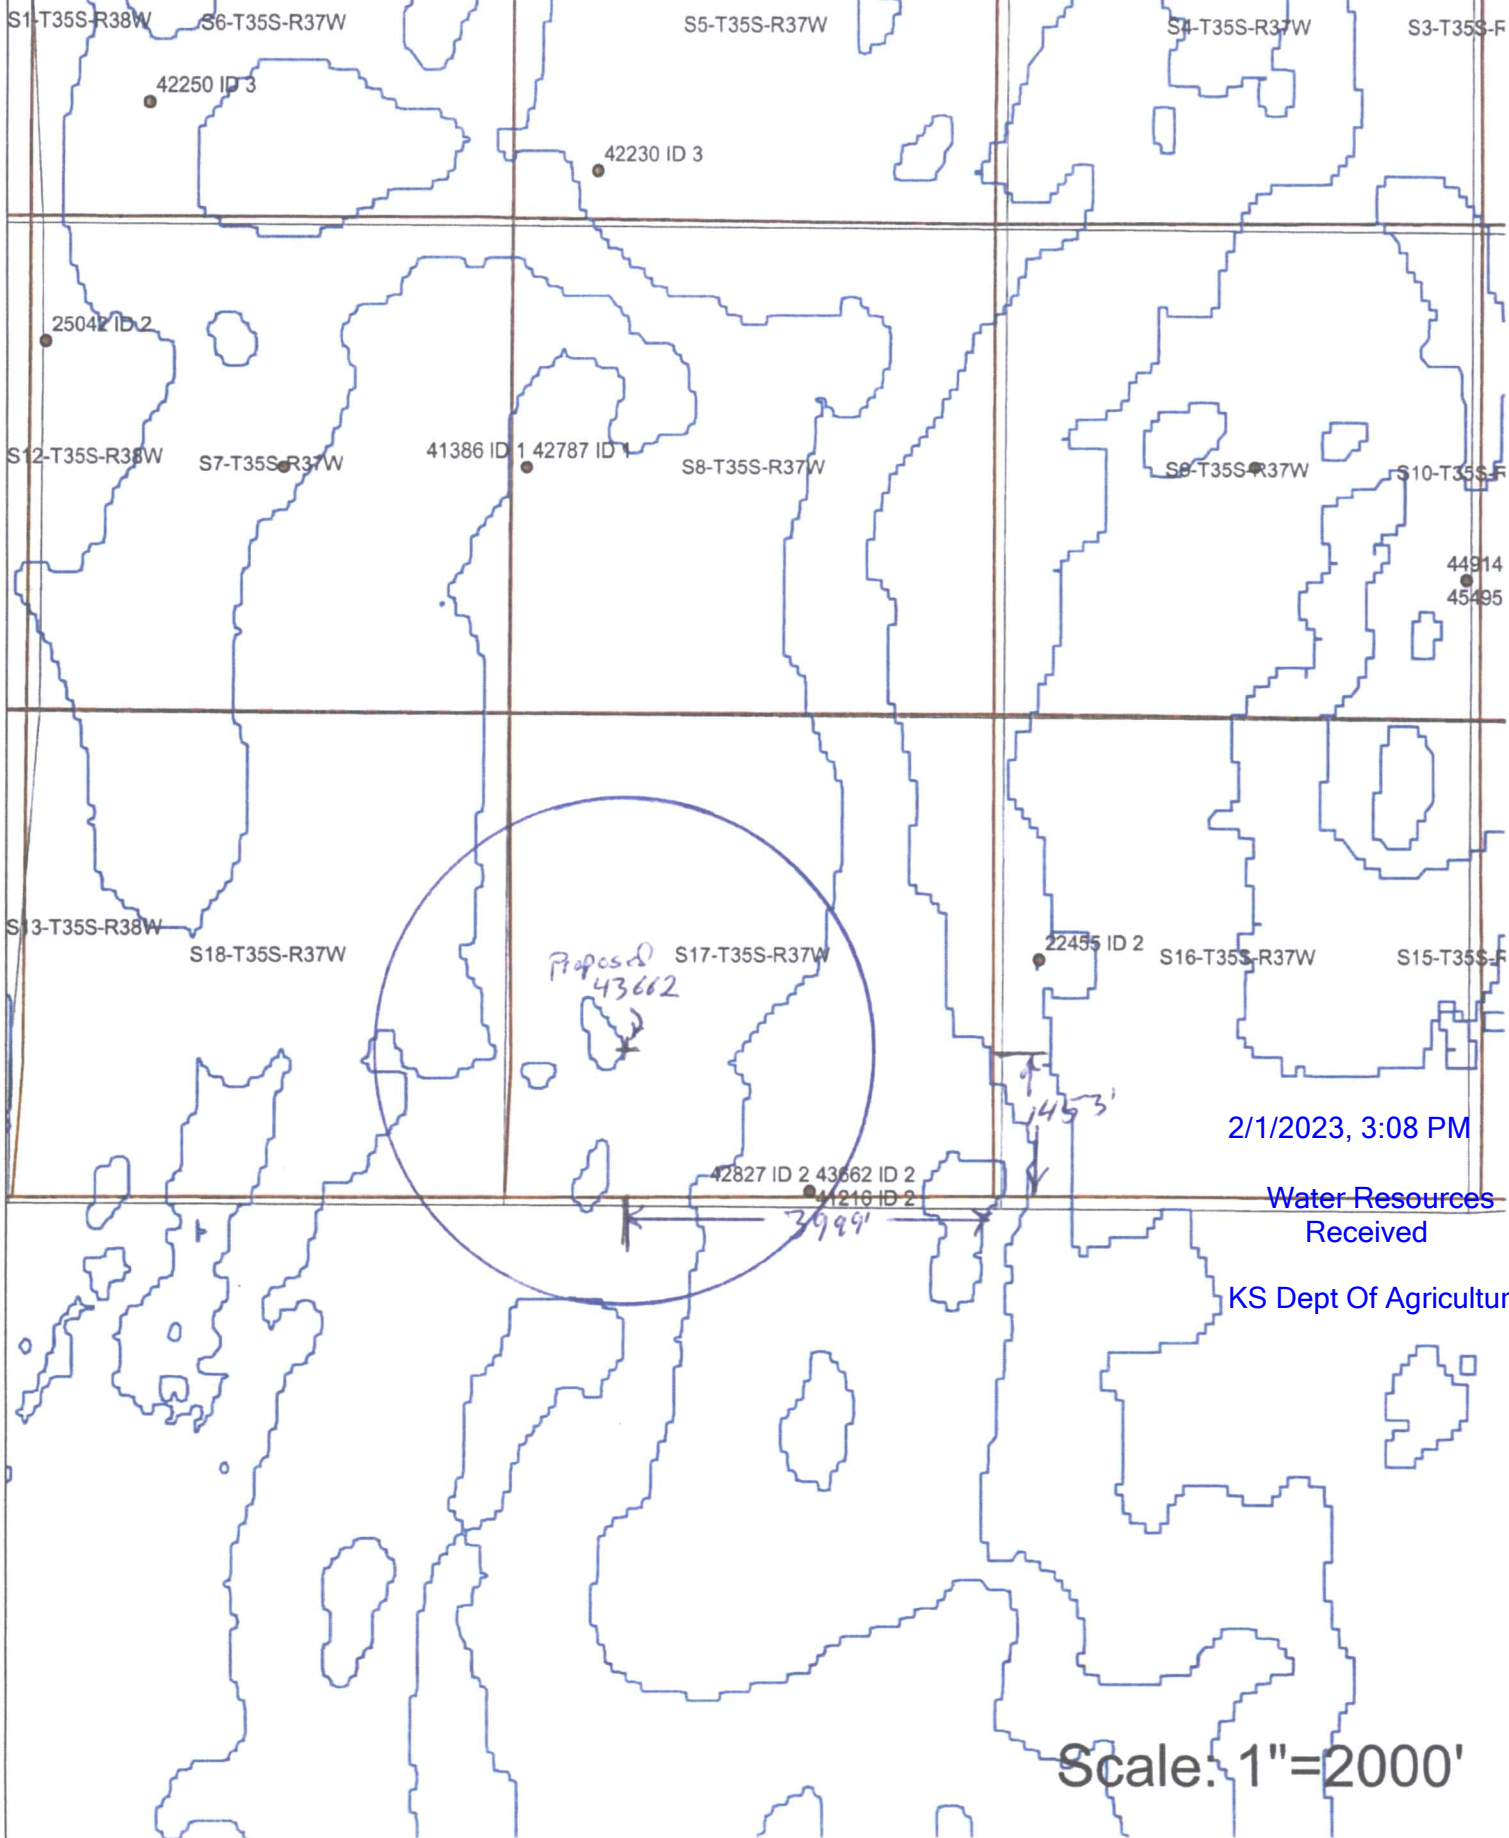 S1-T35S-R38W S6-T35S-R37W S5-T35S-R37W S4-T35S-R37W S3-T35S-R
42250 ID 3
42230 ID 3
25042 ID 2
S12-T35S-R38W S7-T35S-R37W 41386 ID 1 42787 ID 1 S8-T35S-R37W S9-T35S-R37W S10-T35S-R
44914
45495
S13-T35S-R38W S18-T35S-R37W S17-T35S-R37W 22455 ID 2 S16-T35S-R37W S15-T35S-R
Proposed
43662
1453'
2/1/2023, 3:08 PM
42827 ID 2 43662 ID 2
41216 ID 2
3999'
Water Resources
Received
KS Dept Of Agricultur
Scale: 1"=2000'